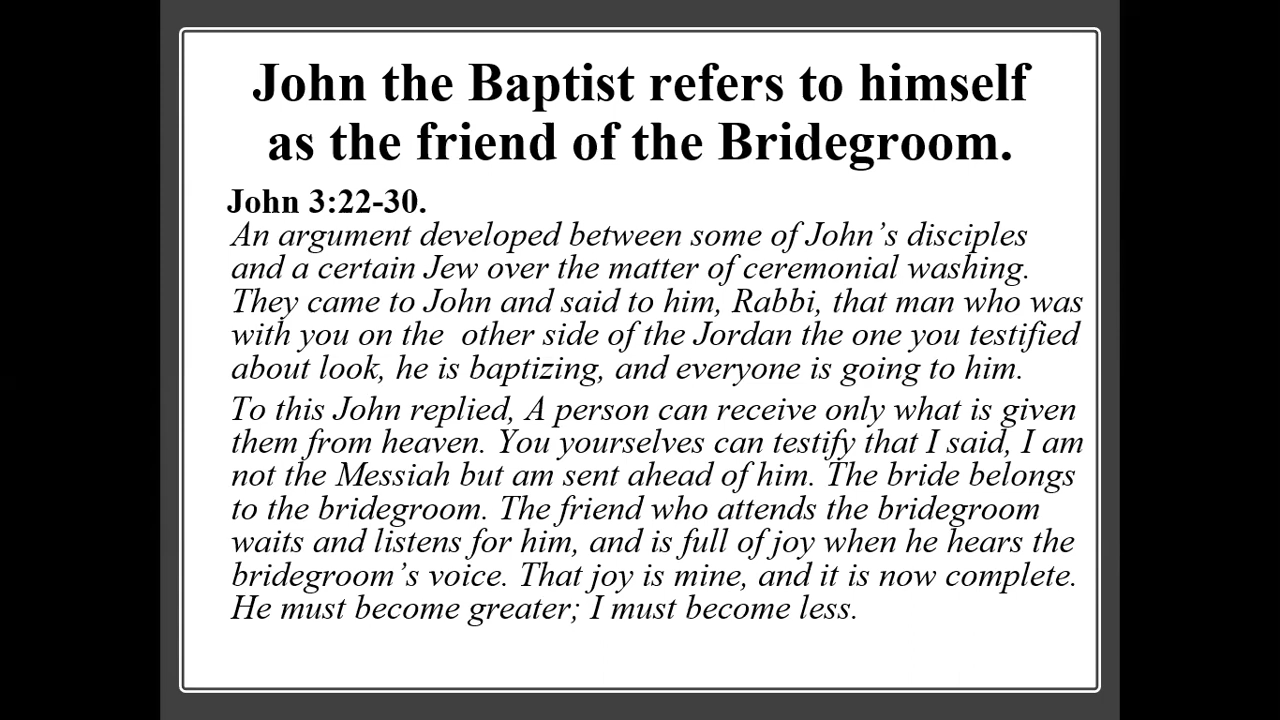 John the Baptist refers to himself
as the friend of the Bridegroom.
John 3:22-30.
An argument developed between some of John’s disciples
and a certain Jew over the matter of ceremonial washing.
They came to John and said to him, Rabbi, that man who was
with you on the  other side of the Jordan the one you testified
about look, he is baptizing, and everyone is going to him.
To this John replied, A person can receive only what is given
them from heaven. You yourselves can testify that I said, I am
not the Messiah but am sent ahead of him. The bride belongs
to the bridegroom. The friend who attends the bridegroom
waits and listens for him, and is full of joy when he hears the
bridegroom’s voice. That joy is mine, and it is now complete.
He must become greater; I must become less.